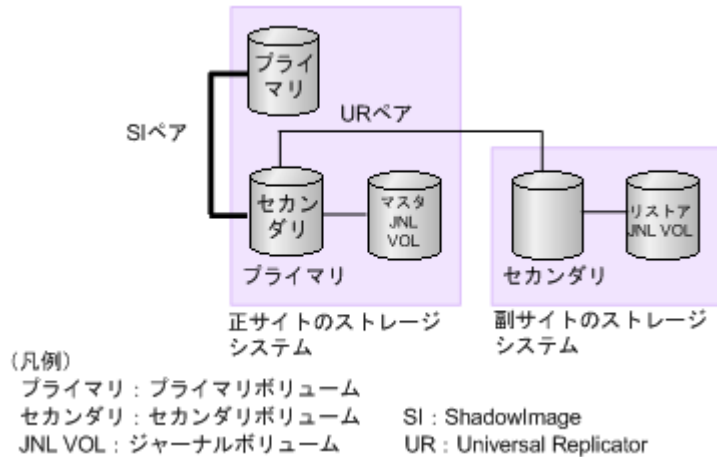 プライ
マリ
SIペア
URペア
セカン
ダリ
マスタ
JNL
VOL
リストア
JNL VOL
プライマリ
セカンダリ
正サイトのストレージ
システム
副サイトのストレージ
システム
(凡例)
プライマリ：プライマリボリューム
セカンダリ：セカンダリボリューム
SI：ShadowImage
JNL VOL：ジャーナルボリューム
UR：Universal Replicator